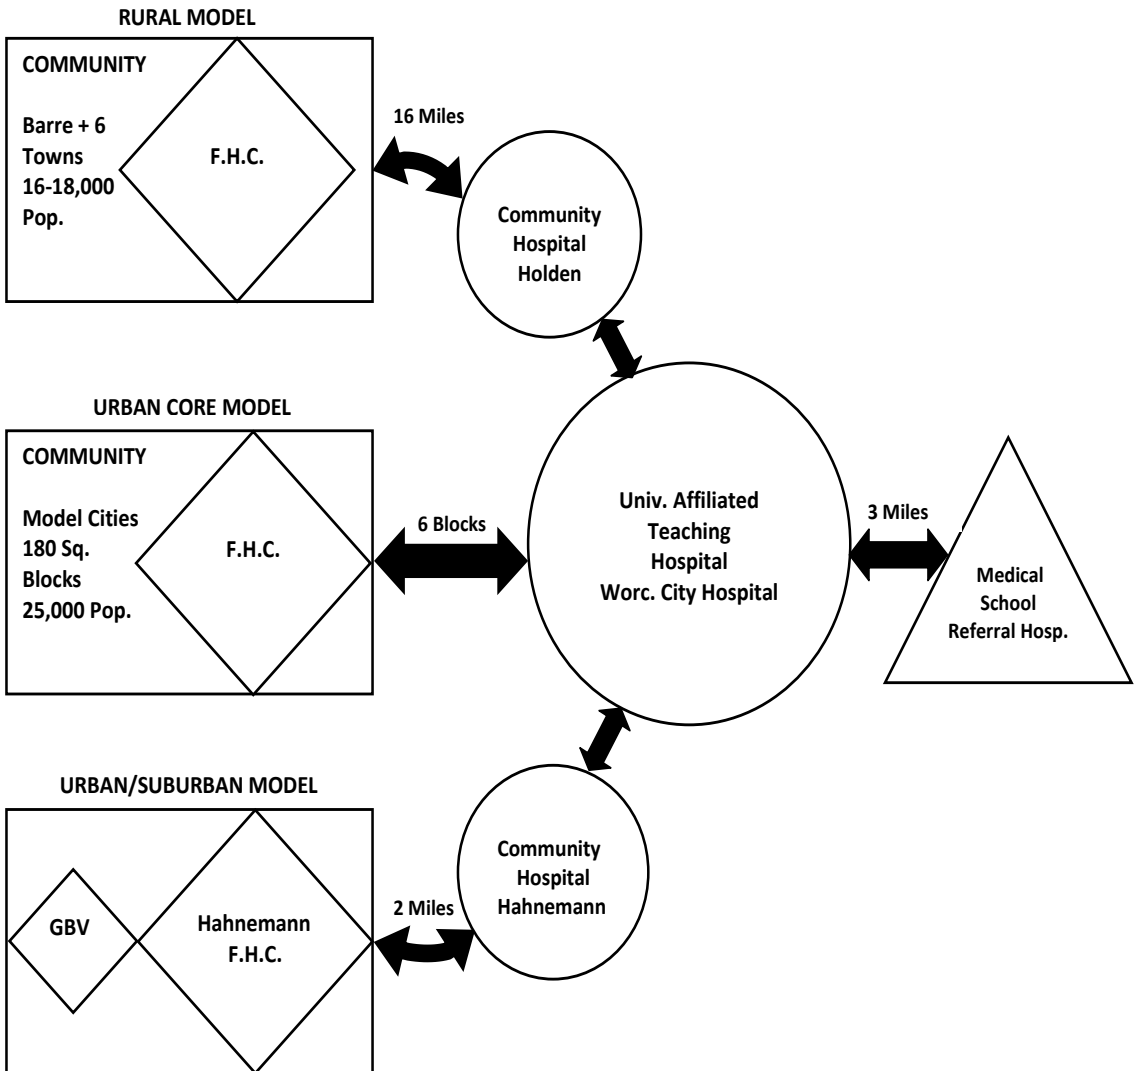 RURAL MODEL
COMMUNITY
Barre + 6
Towns
16-18,000
Pop.
F.H.C.
16 Miles
Community
Hospital
Holden
URBAN CORE MODEL
COMMUNITY
Model Cities
180 Sq.
Blocks
25,000 Pop.
F.H.C.
6 Blocks
Univ. Affiliated
Teaching
Hospital
Worc. City Hospital
3 Miles
Medical
School
Referral Hosp.
URBAN/SUBURBAN MODEL
GBV
Hahnemann
F.H.C.
2 Miles
Community
Hospital
Hahnemann